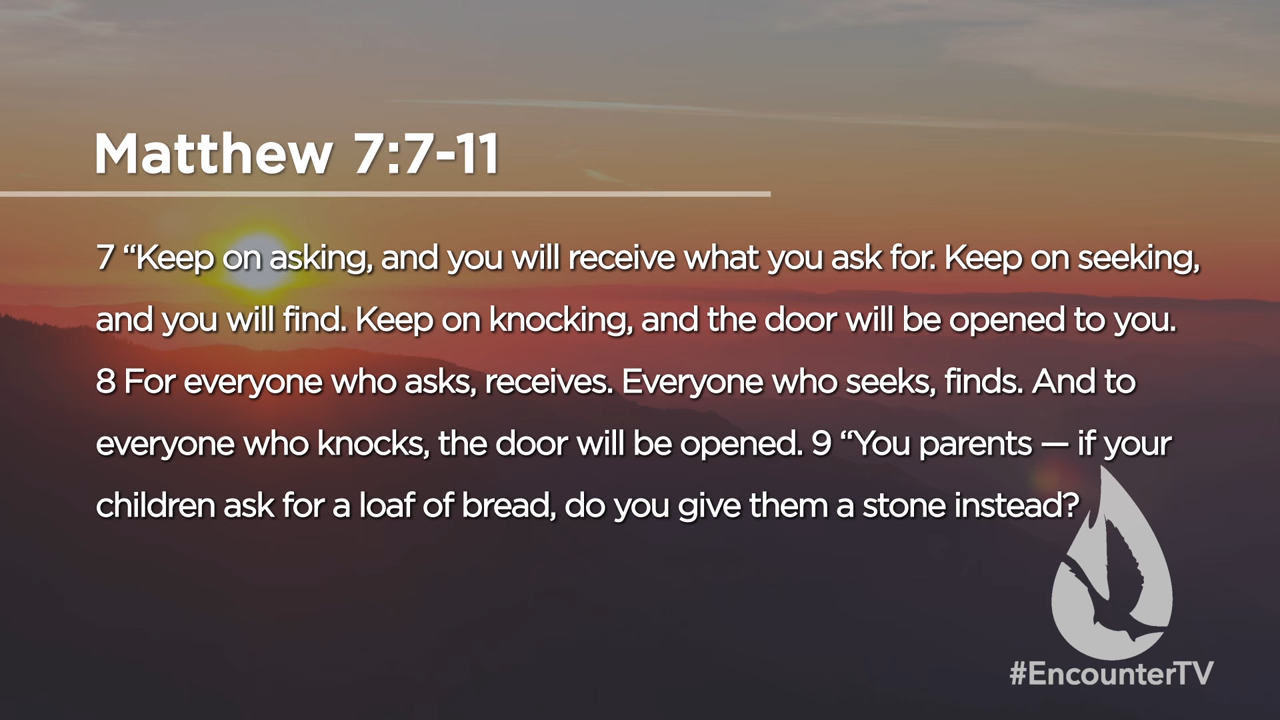 Matthew 7:7-11
7 “Keep on asking, and you will receive what you ask for. Keep on seeking,
and you will find. Keep on knocking, and the door will be opened to you.
8 For everyone who asks, receives. Everyone who seeks, finds. And to
everyone who knocks, the door will be opened. 9 “You parents — if your
children ask for a loaf of bread, do you give them a stone instead?
#EncounterTV